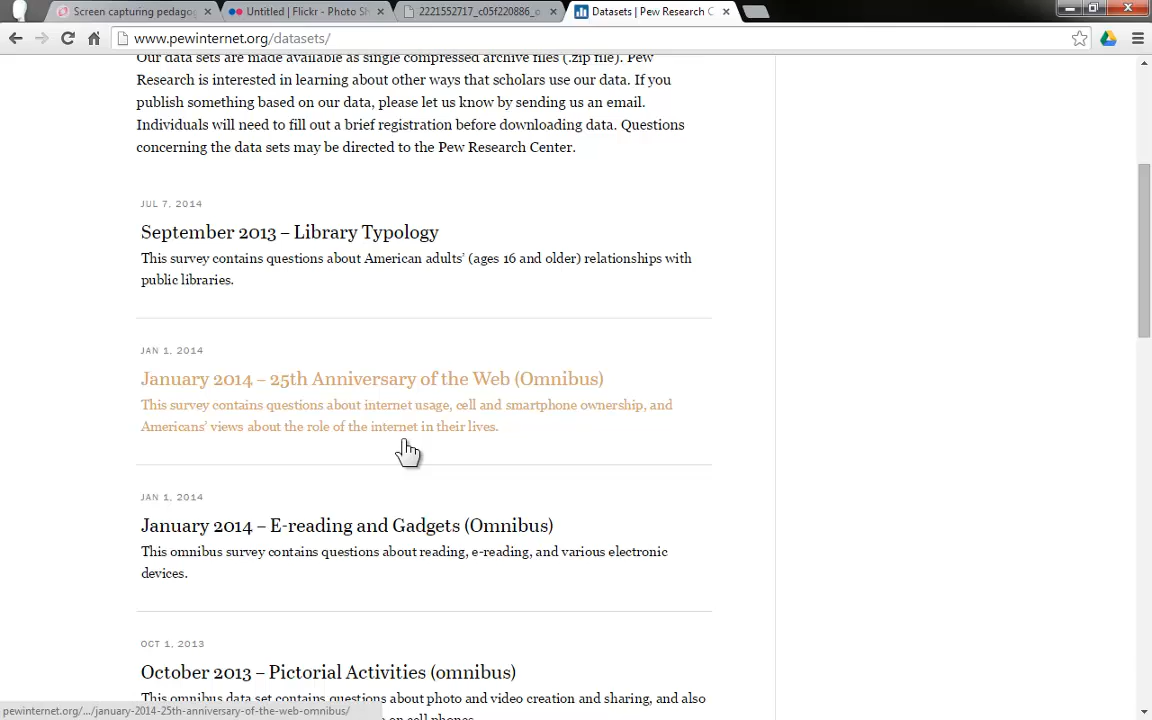 Screen capturing pedagog
Untitled | Flickr - Photo Sh
2221552717_c05f220886_o
Datasets | Pew Research C
www.pewinternet.org/datasets/
Our data sets are made available as single compressed archive files (.zip file). Pew
Research is interested in learning about other ways that scholars use our data. If you
publish something based on our data, please let us know by sending us an email.
Individuals will need to fill out a brief registration before downloading data. Questions
concerning the data sets may be directed to the Pew Research Center.
JUL 7, 2014
September 2013 – Library Typology
This survey contains questions about American adults' (ages 16 and older) relationships with
public libraries.
JAN 1, 2014
January 2014 – 25th Anniversary of the Web (Omnibus)
This survey contains questions about internet usage, cell and smartphone ownership, and
Americans' views about the role of the internet in their lives.
JAN 1, 2014
January 2014 – E-reading and Gadgets (Omnibus)
This omnibus survey contains questions about reading, e-reading, and various electronic
devices.
OCT 1, 2013
October 2013 – Pictorial Activities (omnibus)
This omnibus data set contains questions about photo and video creation and sharing, and also
on cell phones.
pewinternet.org/.../january-2014-25th-anniversary-of-the-web-omnibus/